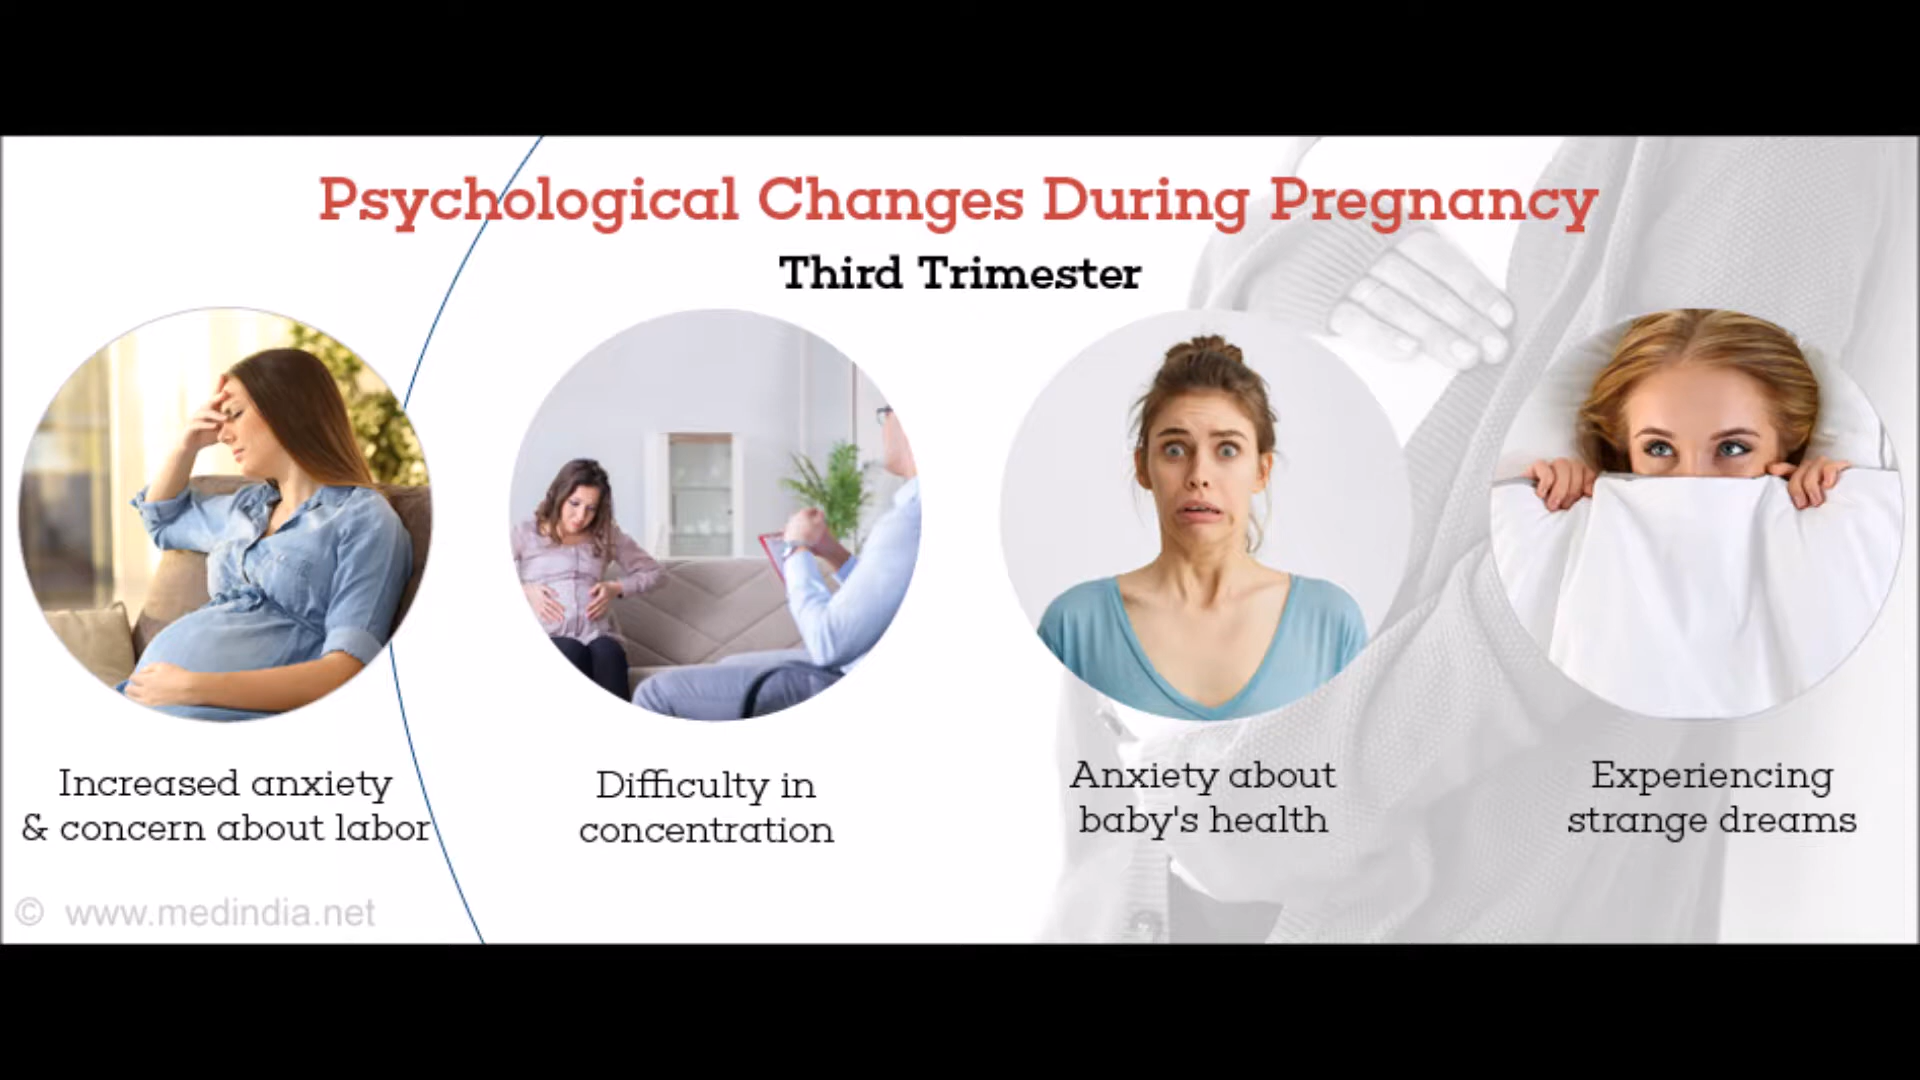 Psychological Changes During Pregnancy
Third Trimester
Increased anxiety
& concern about labor
Difficulty in
concentration
Anxiety about
baby's health
Experiencing
strange dreams
© www.medindia.net